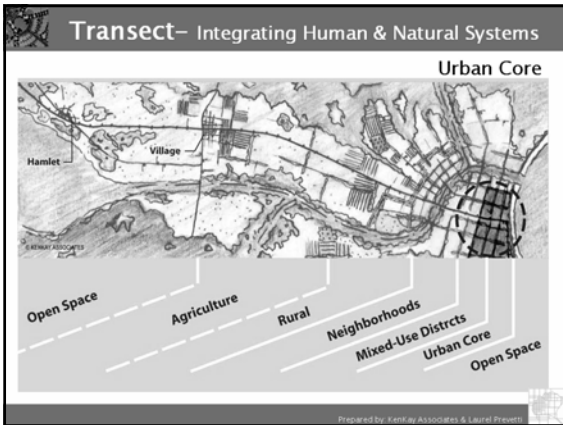 Transect– Integrating Human & Natural Systems
Urban Core
Hamlet
Village
© KENKAY ASSOCIATES
Open Space
Agriculture
Rural
Neighborhoods
Mixed-Use Distrcts
Urban Core
Open Space
Prepared by: KenKay Associates & Laurel Prevetti